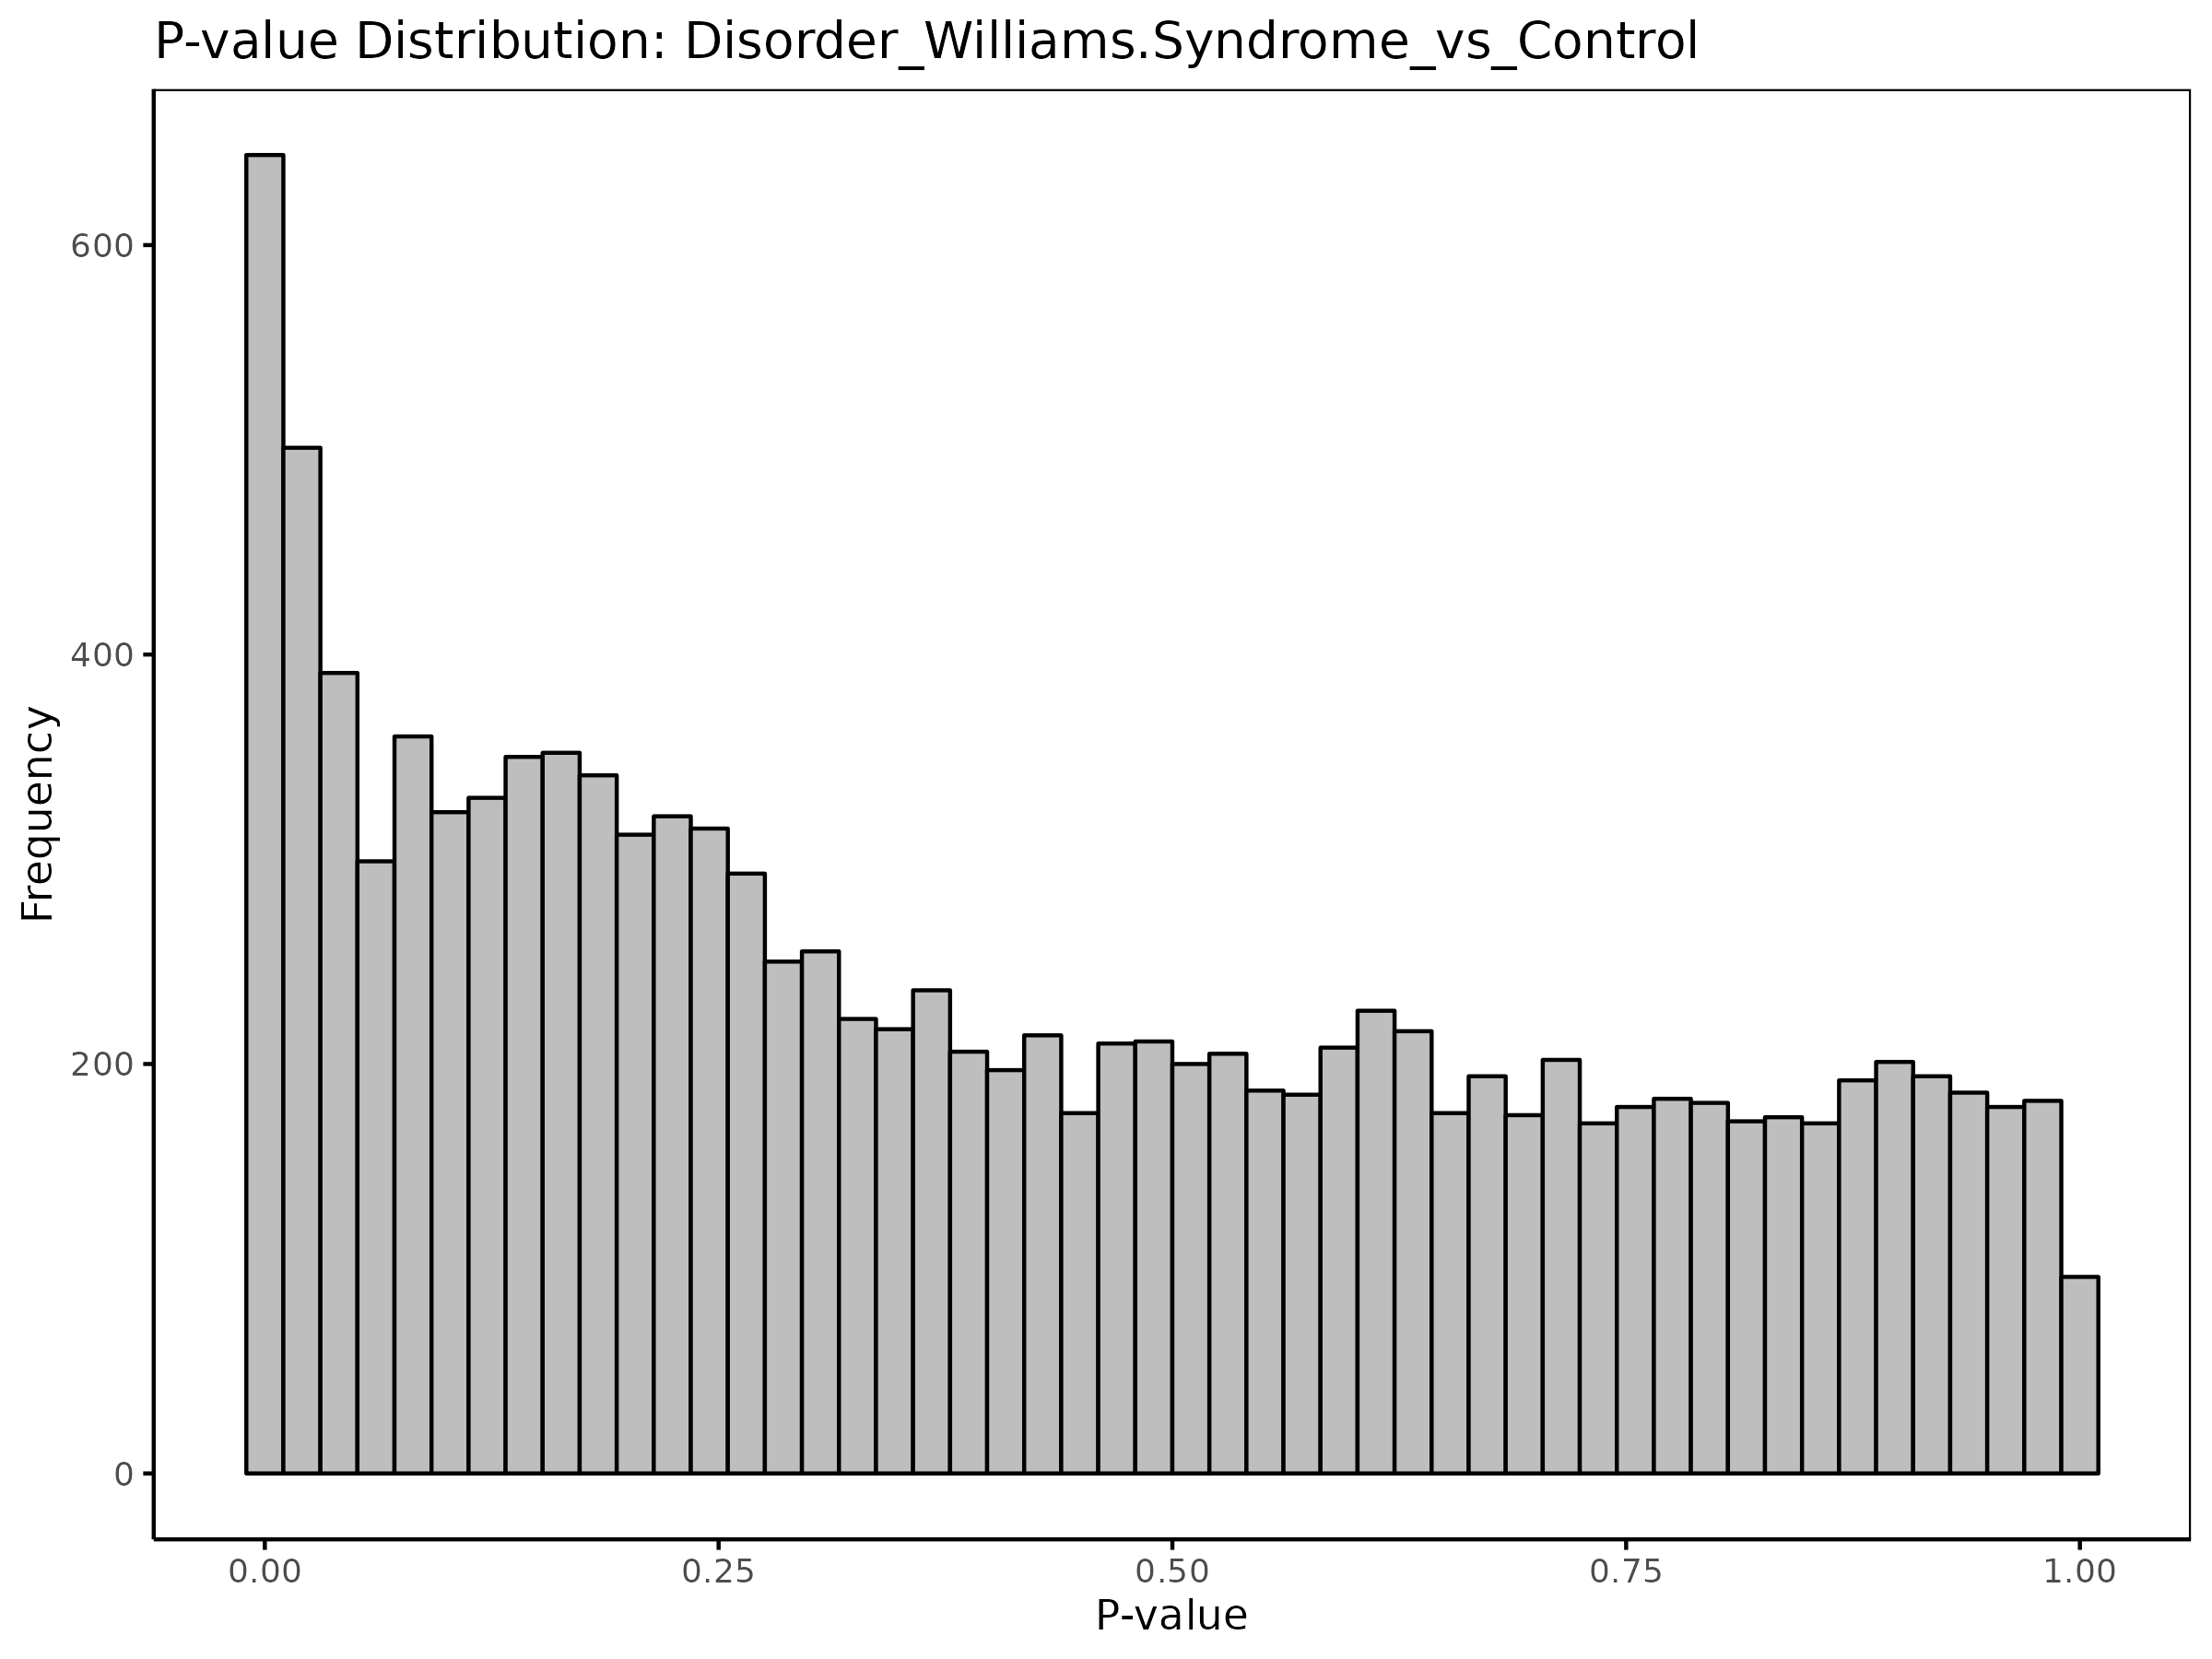 P-value Distribution: Disorder_Williams.Syndrome_vs_Control
600
400
200
0
Frequency
0.00 0.25 0.50 0.75 1.00
P-value